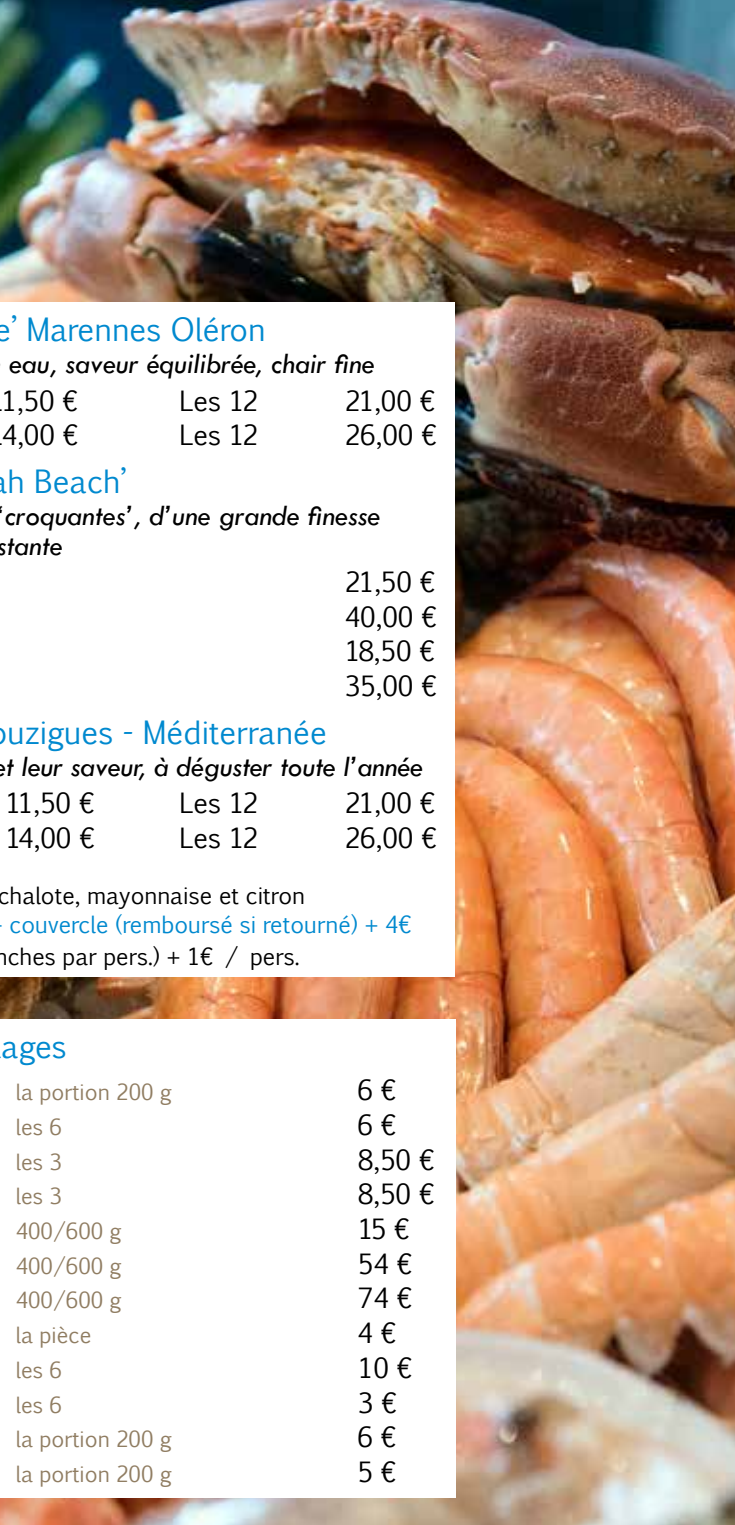 e’ Marennes Oléron
eau, saveur équilibrée, chair fine
11,50 € Les 12 21,00 €
14,00 € Les 12 26,00 €
ah Beach’
‘croquantes’, d’une grande finesse
stante
21,50 €
40,00 €
18,50 €
35,00 €
ouzigues - Méditerranée
et leur saveur, à déguster toute l’année
11,50 € Les 12 21,00 €
14,00 € Les 12 26,00 €
chalote, mayonnaise et citron
couvercle (remboursé si retourné) + 4€
nches par pers.) + 1€ / pers.
lages
la portion 200 g 6 €
les 6 6 €
les 3 8,50 €
les 3 8,50 €
400/600 g 15 €
400/600 g 54 €
400/600 g 74 €
la pièce 4 €
les 6 10 €
les 6 3 €
la portion 200 g 6 €
la portion 200 g 5 €